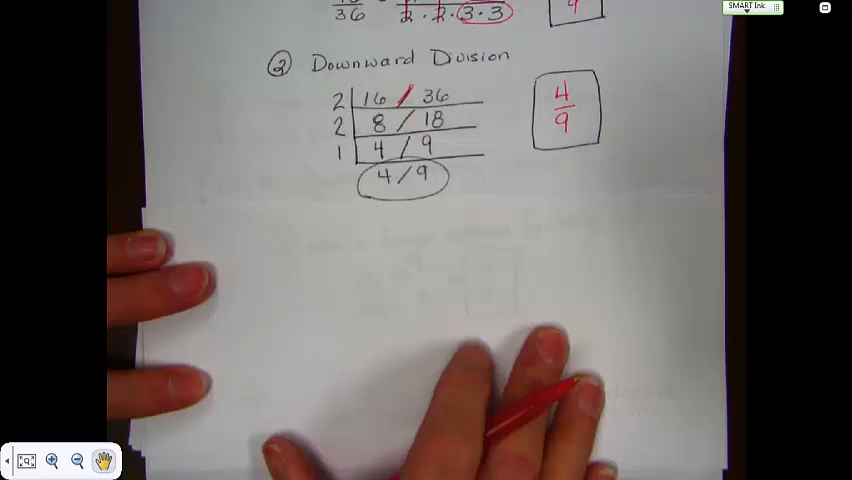 SMART Ink
36 2 · 2 · 3 · 3 9
② Downward Division
2 16 / 36
2 8 / 18
1 4 / 9
4 / 9
4
9